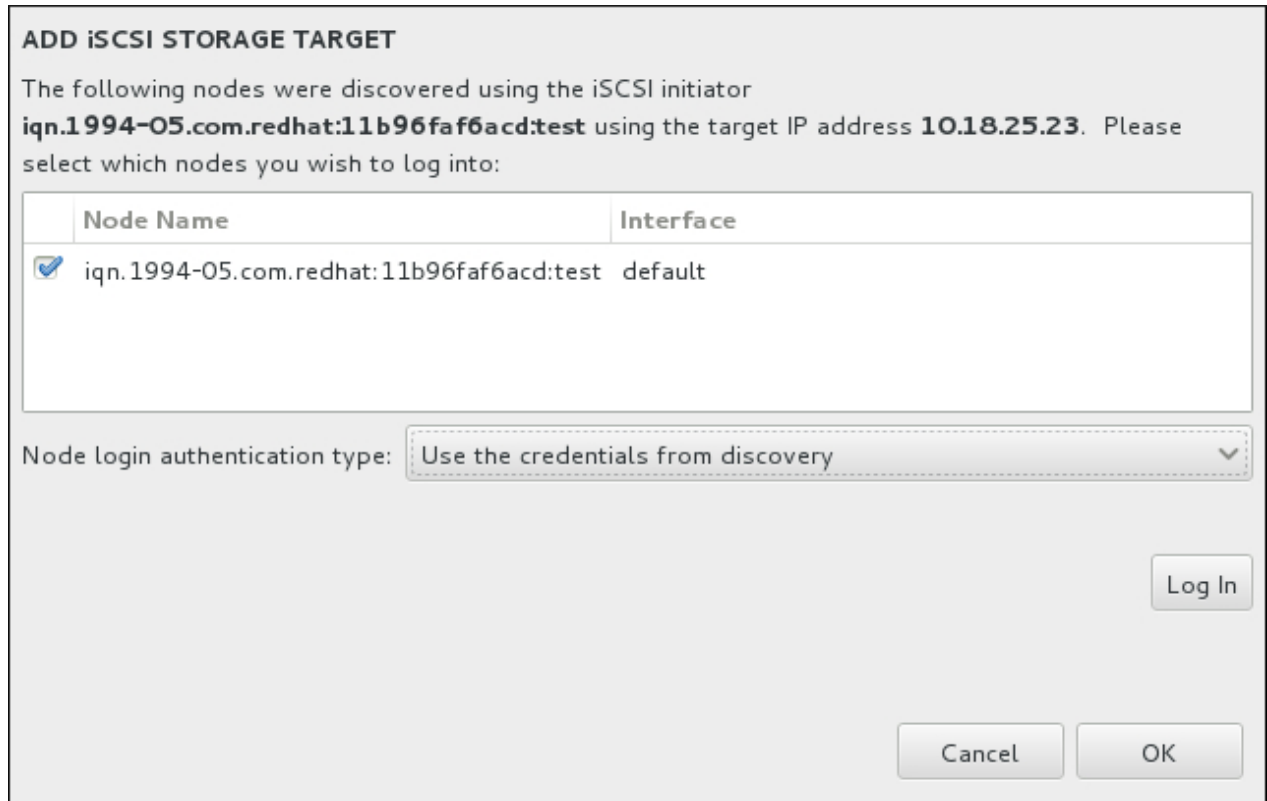 ADD iSCSI STORAGE TARGET
The following nodes were discovered using the iSCSI initiator
iqn.1994-05.com.redhat:11b96faf6acd:test using the target IP address 10.18.25.23. Please
select which nodes you wish to log into:
Node Name Interface
iqn.1994-05.com.redhat:11b96faf6acd:test default
Node login authentication type: Use the credentials from discovery
Log In
Cancel OK